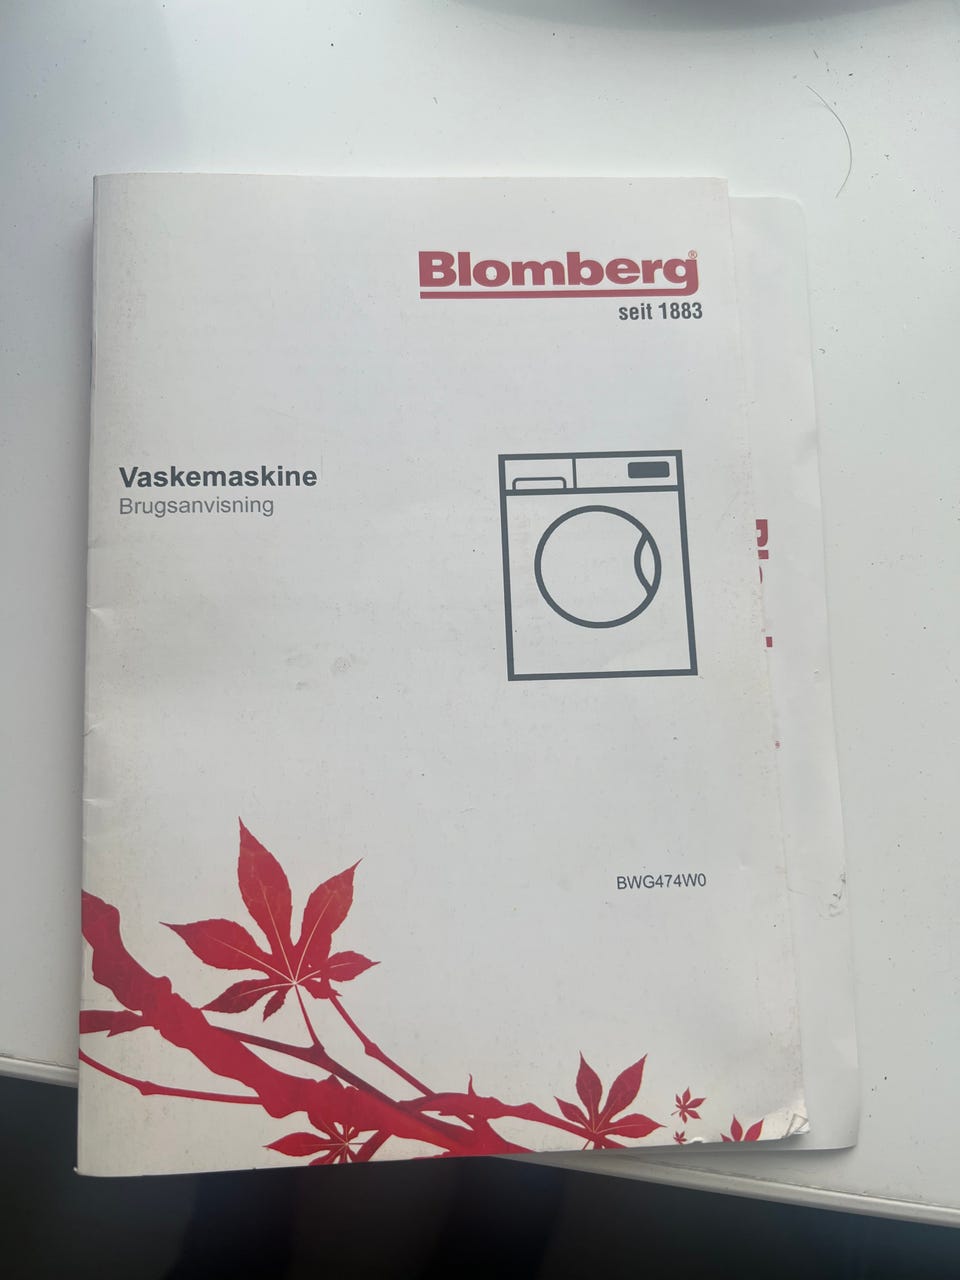 Blomberg®
seit 1883
Vaskemaskine
Brugsanvisning
BWG474W0